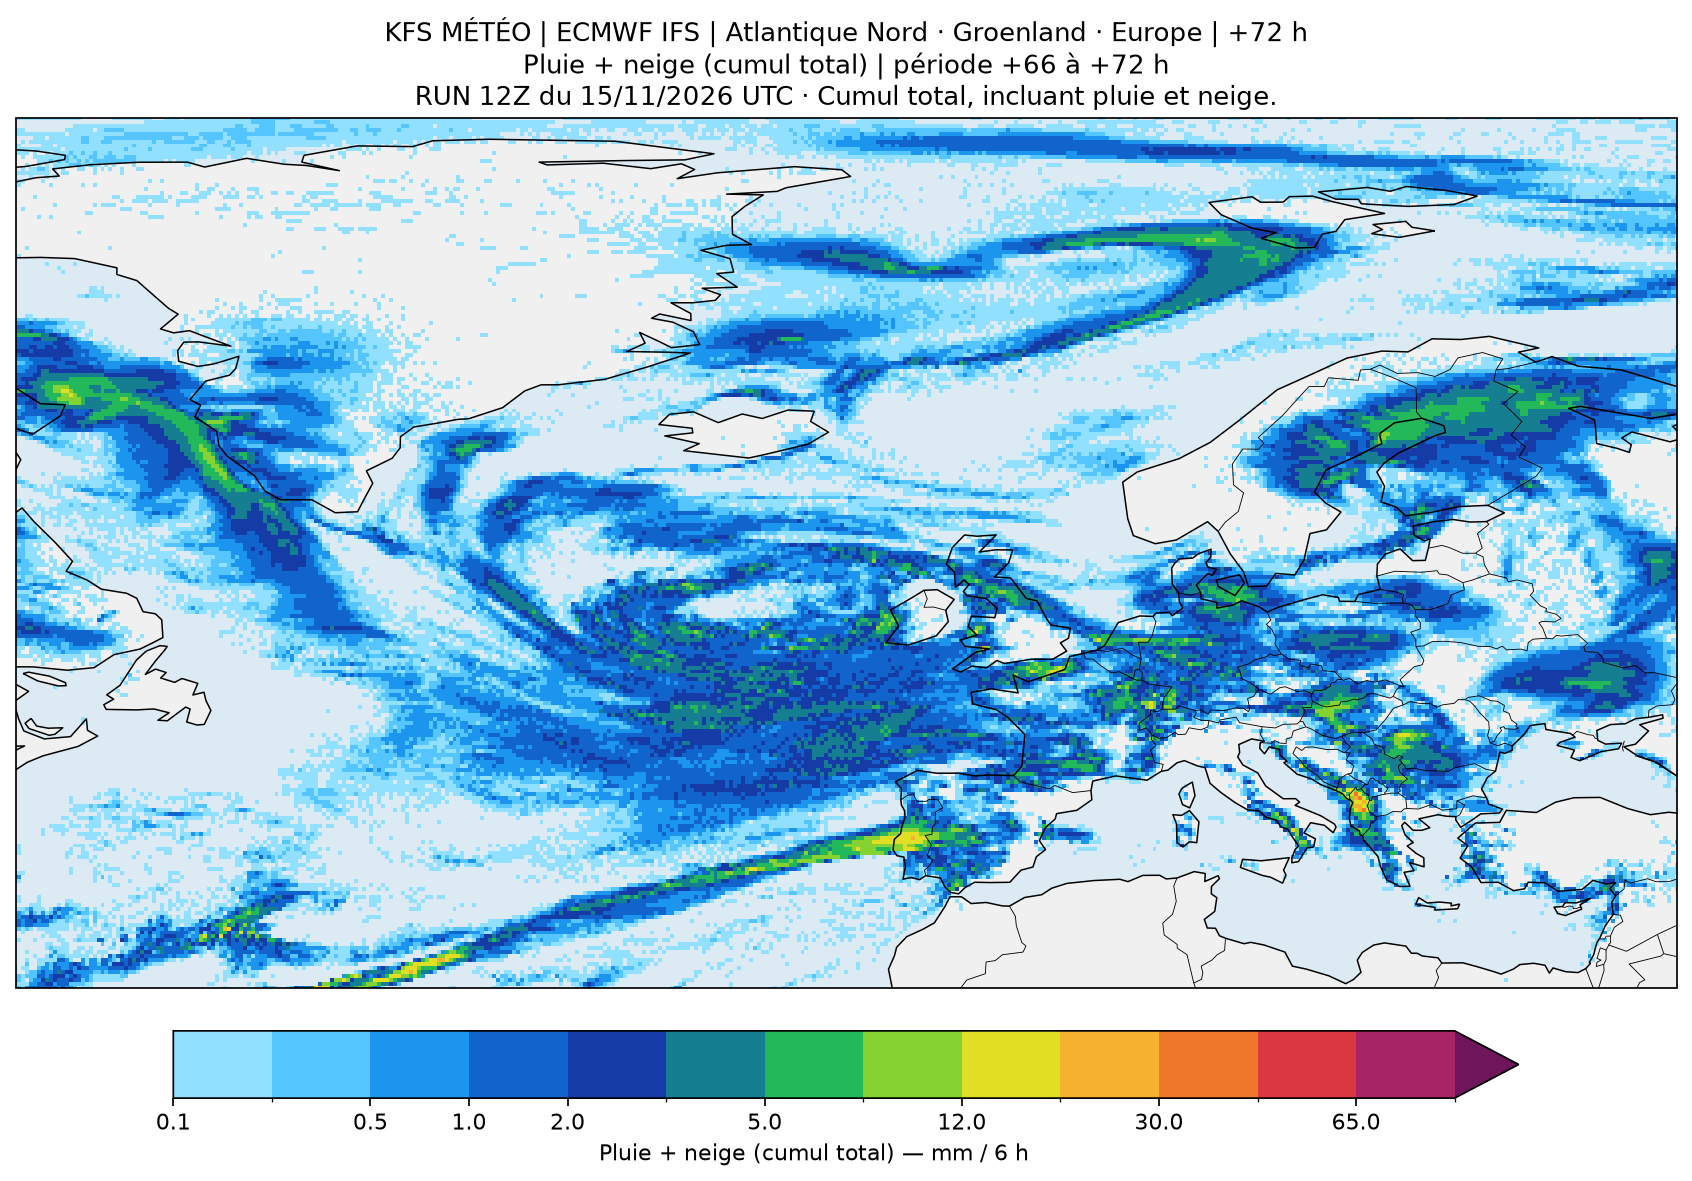 KFS MÉTÉO | ECMWF IFS | Atlantique Nord · Groenland · Europe | +72 h
Pluie + neige (cumul total) | période +66 à +72 h
RUN 12Z du 15/11/2026 UTC · Cumul total, incluant pluie et neige.
0.1 0.5 1.0 2.0 5.0 12.0 30.0 65.0
Pluie + neige (cumul total) — mm / 6 h